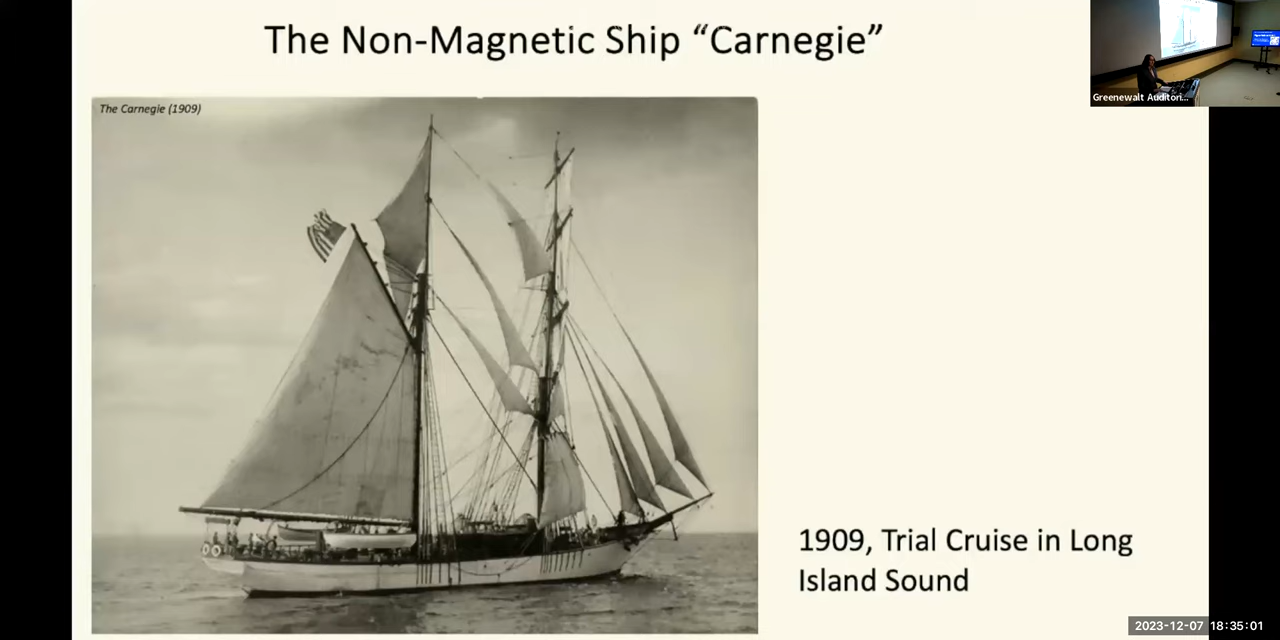 The Non-Magnetic Ship “Carnegie”
Greenewalt Auditori...
The Carnegie (1909)
1909, Trial Cruise in Long
Island Sound
2023-12-07 18:35:01